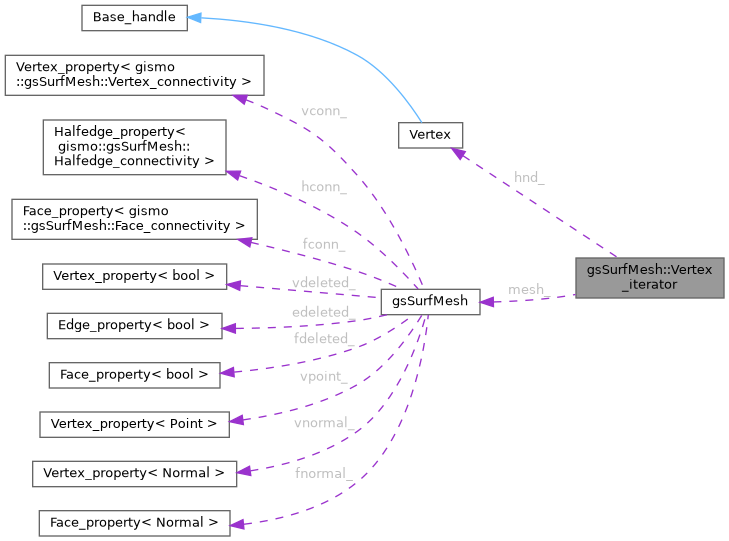 Base_handle
Vertex_property< gismo
::gsSurfMesh::Vertex_connectivity >
vconn_
Vertex
Halfedge_property<
gismo::gsSurfMesh::
Halfedge_connectivity >
hconn_
hnd_
Face_property< gismo
::gsSurfMesh::Face_connectivity >
fconn_
gsSurfMesh::Vertex
_iterator
Vertex_property< bool >
vdeleted_
gsSurfMesh
mesh_
Edge_property< bool >
edeleted_
fdeleted_
Face_property< bool >
vpoint_
Vertex_property< Point >
vnormal_
Vertex_property< Normal >
fnormal_
Face_property< Normal >